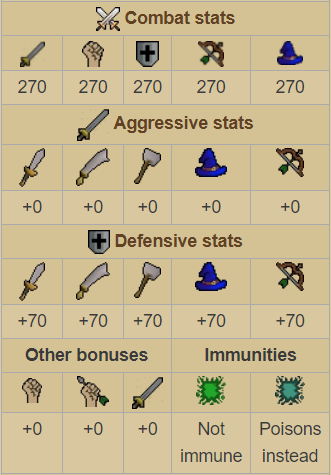 Combat stats
270 270 270 270 270
Aggressive stats
+0 +0 +0 +0 +0
Defensive stats
+70 +70 +70 +70 +70
Other bonuses Immunities
+0 +0 +0 Not immune Poisons instead